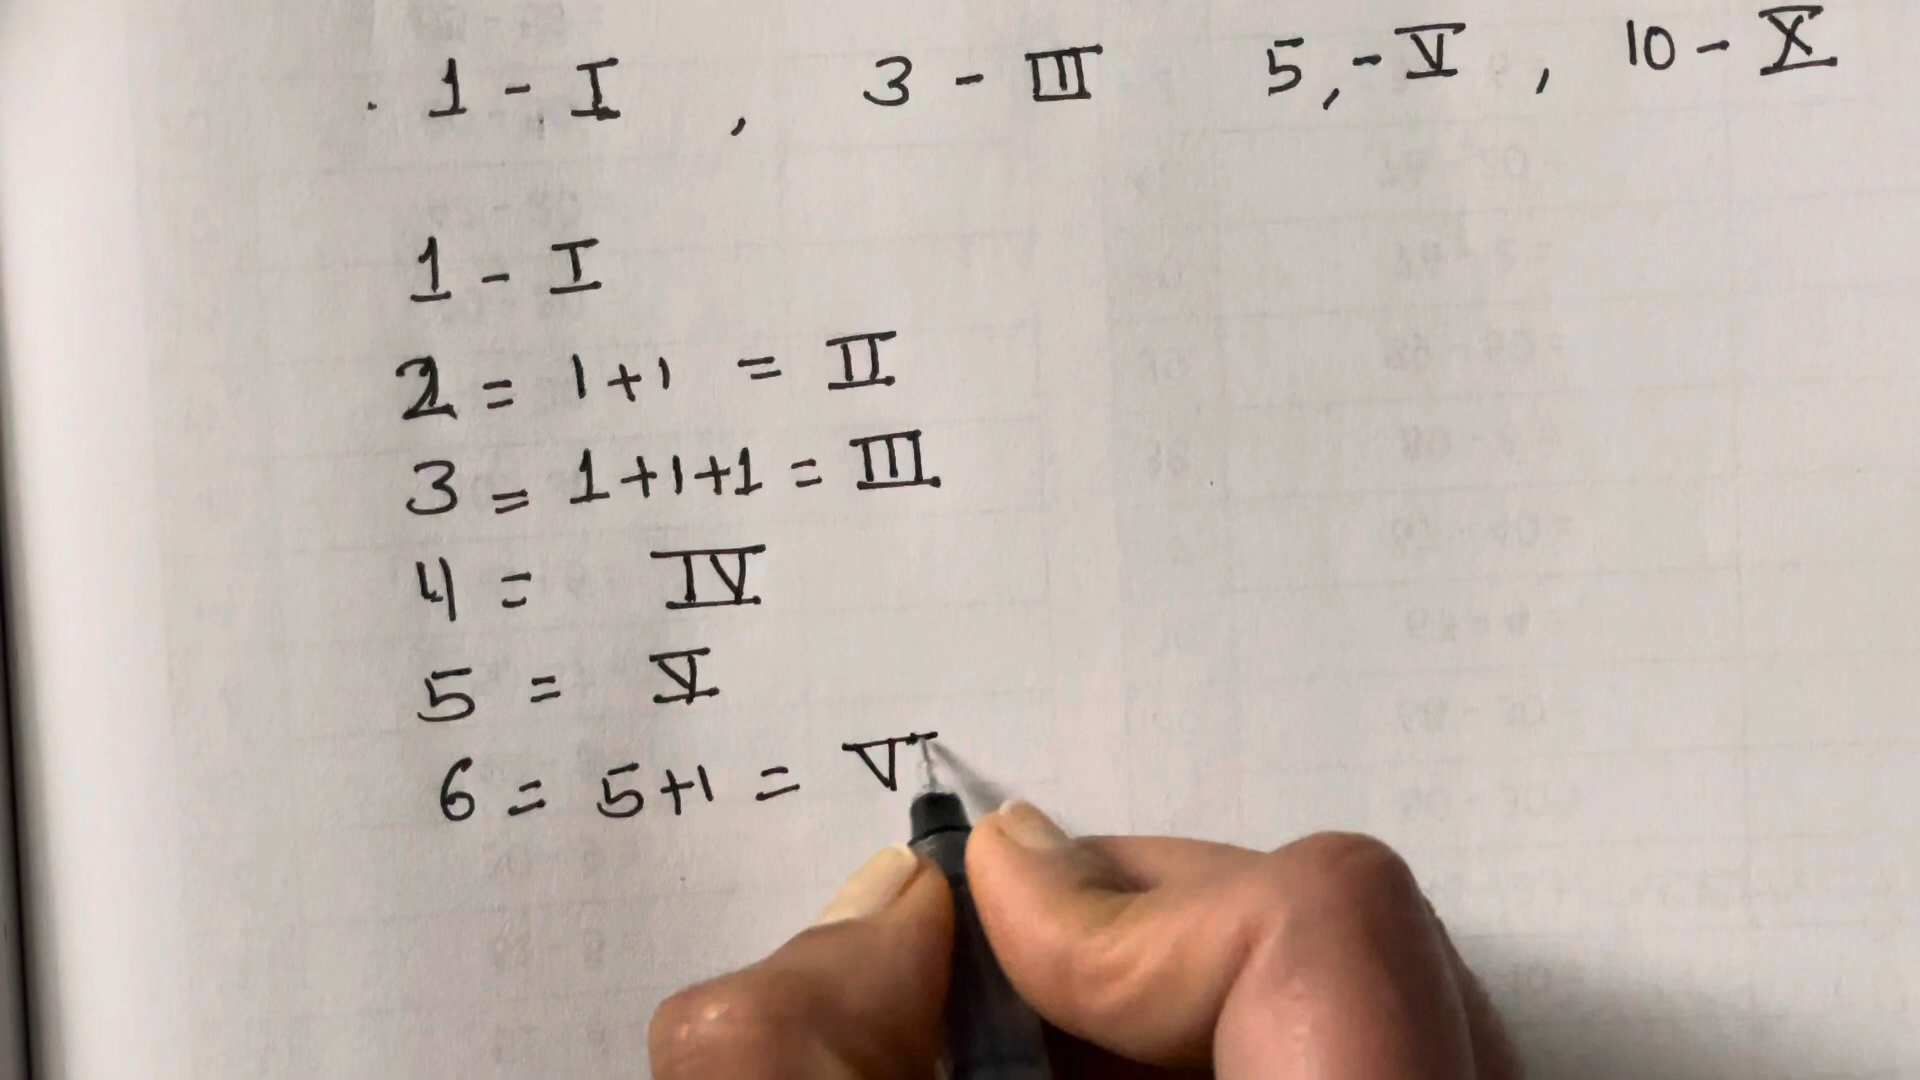 . 1 - I , 3 - III 5, - V , 10 - X
1 - I
2 = 1+1 = II
3 = 1+1+1 = III
4 = IV
5 = V
6 = 5+1 = VI